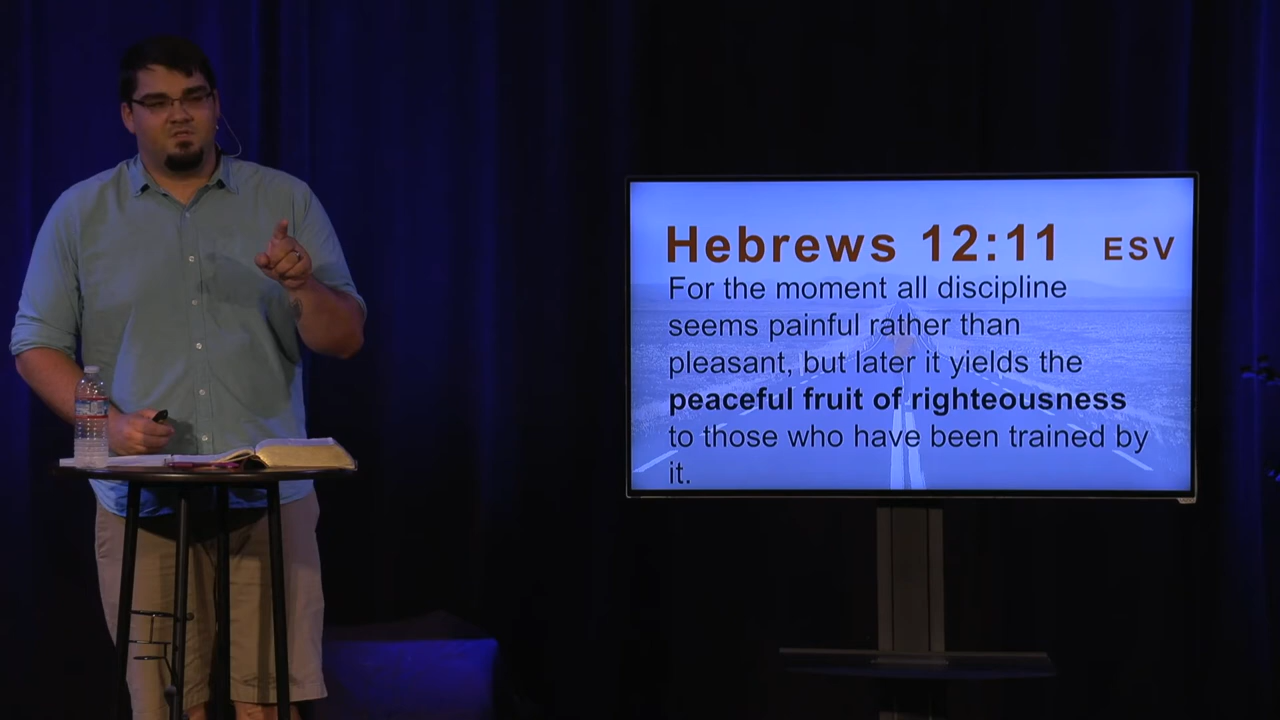 Hebrews 12:11 ESV
For the moment all discipline
seems painful rather than
pleasant, but later it yields the
peaceful fruit of righteousness
to those who have been trained by
it.